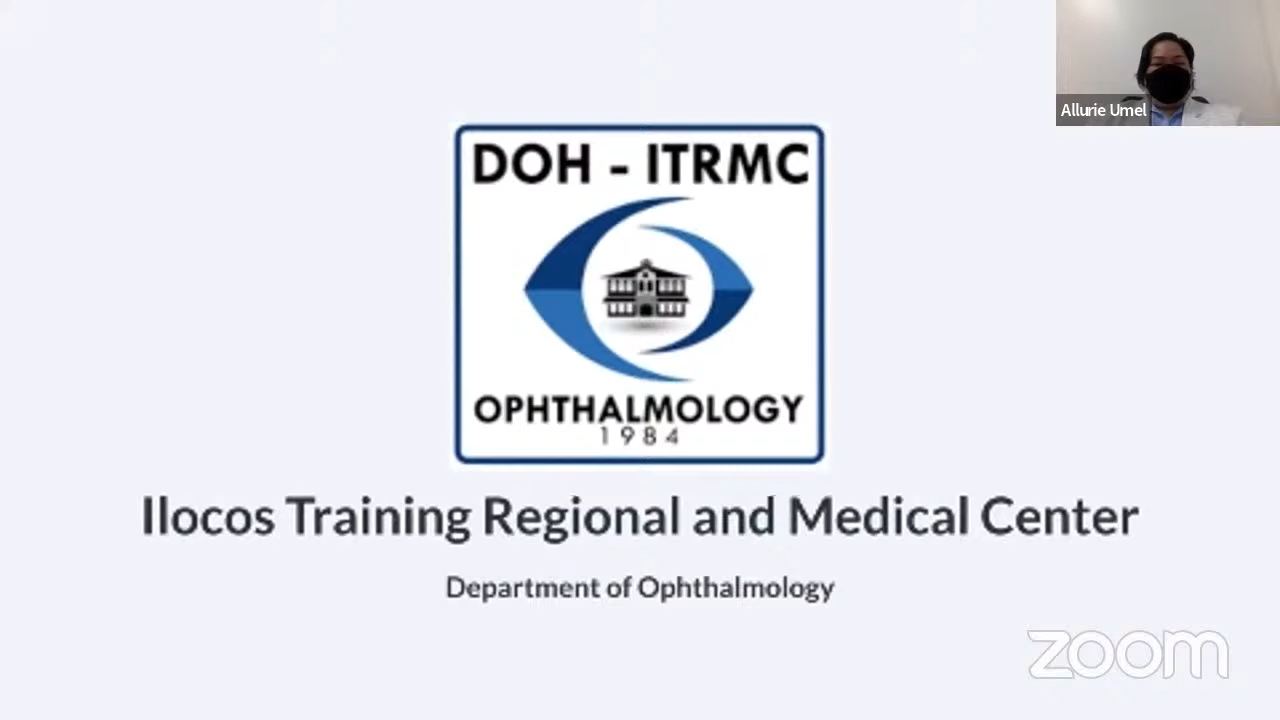 Allurie Umel
DOH - ITRMC
OPHTHALMOLOGY
1984
Ilocos Training Regional and Medical Center
Department of Ophthalmology
zoom